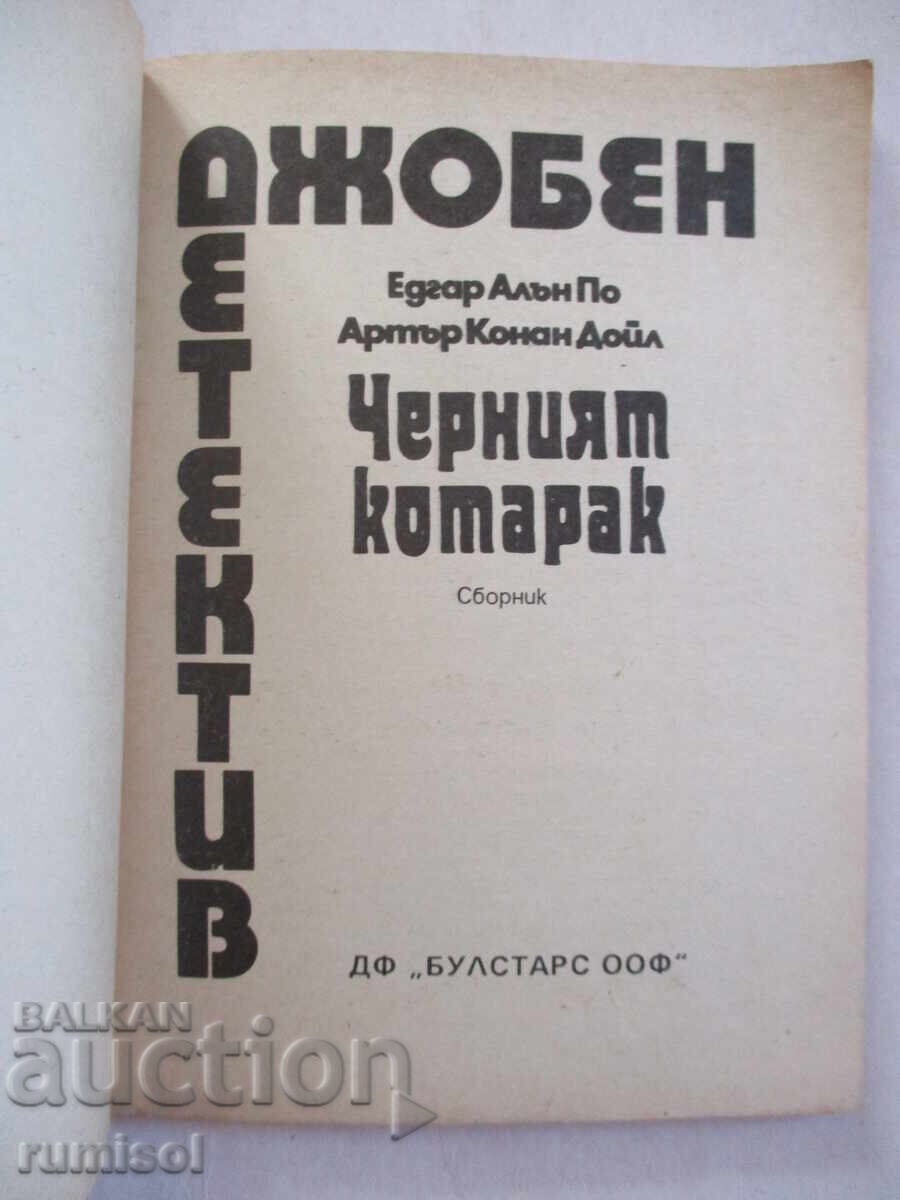 ДЖОБЕН
ДЕТЕКТИВ
Едгар Алън По
Артър Конан Дойл
Черният
котарак
Сборник
ДФ „БУЛСТАРС ООФ“
BALKAN
auction
rumisol